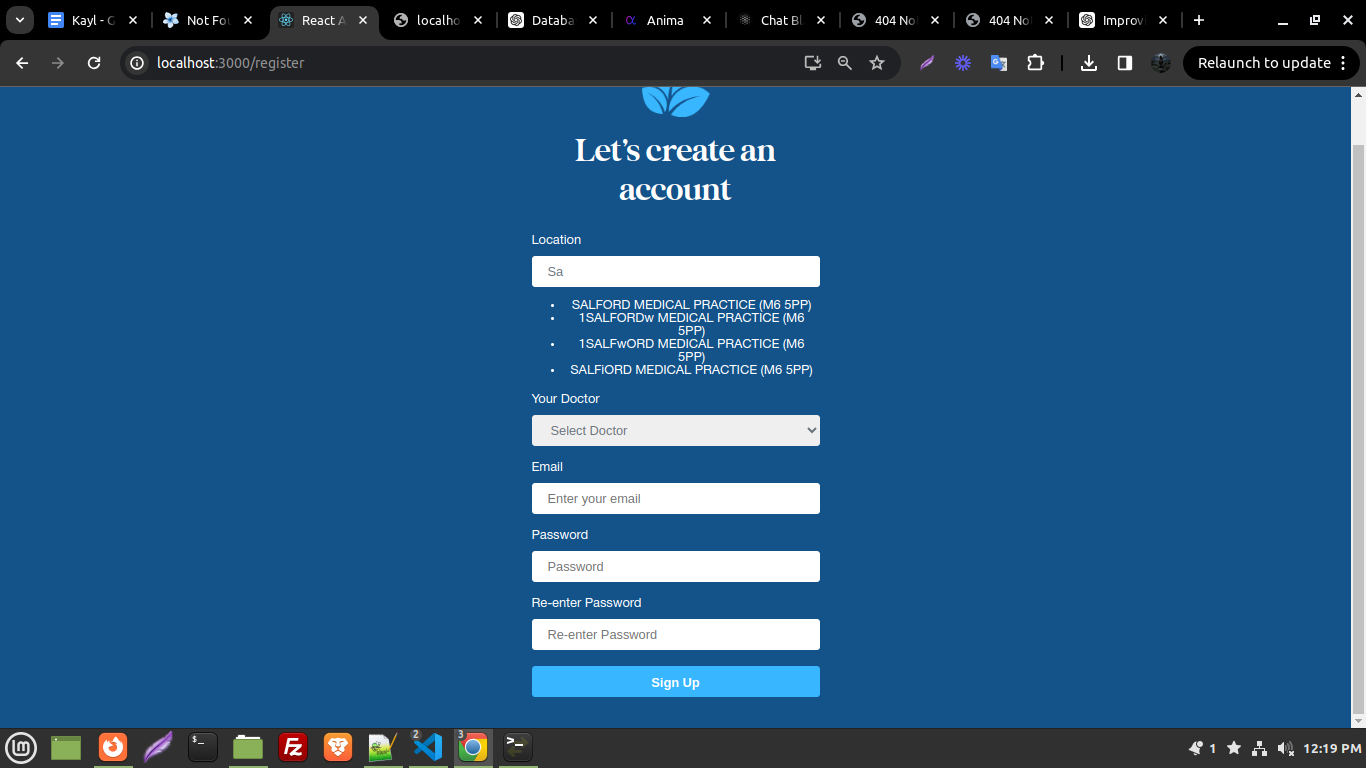 Kayl - G
Not Fou
React A
localho
Databa
Anima
Chat Bl
404 No
404 No
Improv
localhost:3000/register
Relaunch to update
Let's create an
account
Location
Sa
SALFORD MEDICAL PRACTICE (M6 5PP)
1SALFORDw MEDICAL PRACTICE (M6
5PP)
1SALFwORD MEDICAL PRACTICE (M6
5PP)
SALFiORD MEDICAL PRACTICE (M6 5PP)
Your Doctor
Select Doctor
Email
Enter your email
Password
Password
Re-enter Password
Re-enter Password
Sign Up
2
3
1
12:19 PM